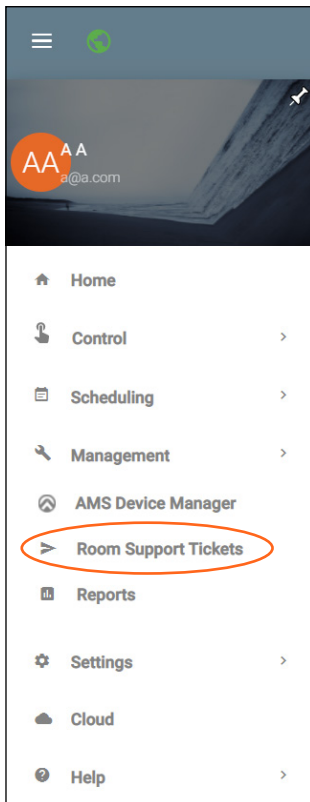 AA
A A
a@a.com
Home
Control
Scheduling
Management
AMS Device Manager
Room Support Tickets
Reports
Settings
Cloud
Help